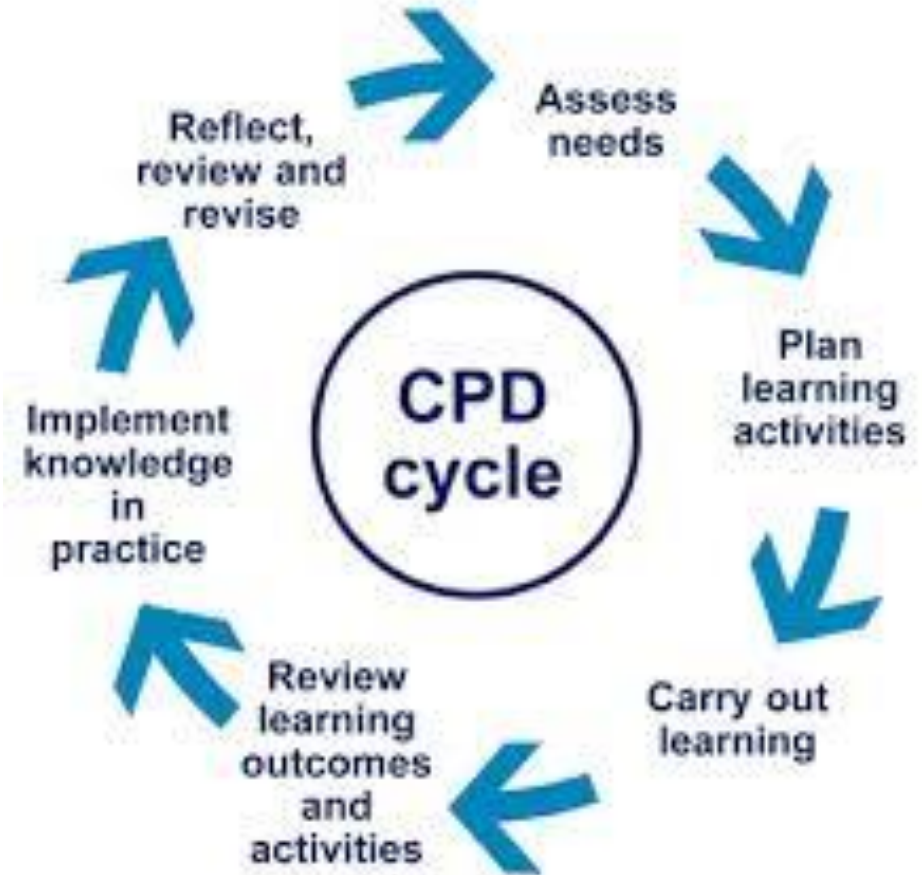 CPD
cycle
Assess
needs
Plan
learning
activities
Carry out
learning
Review
learning
outcomes
and
activities
Implement
knowledge
in
practice
Reflect,
review and
revise